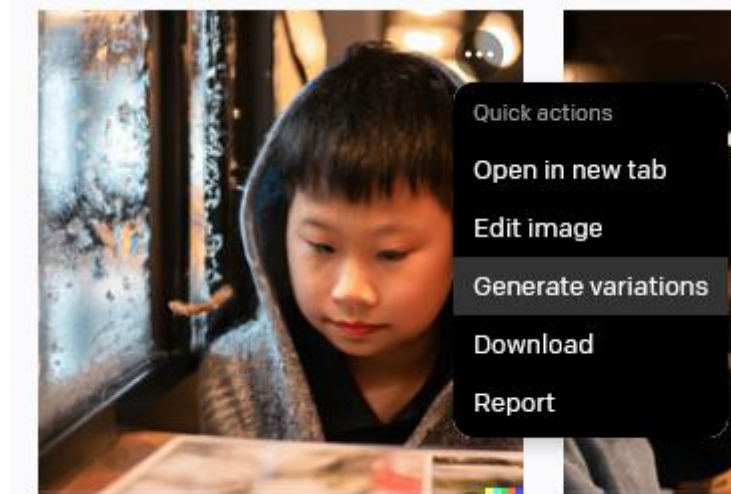 Quick actions
Open in new tab
Edit image
Generate variations
Download
Report